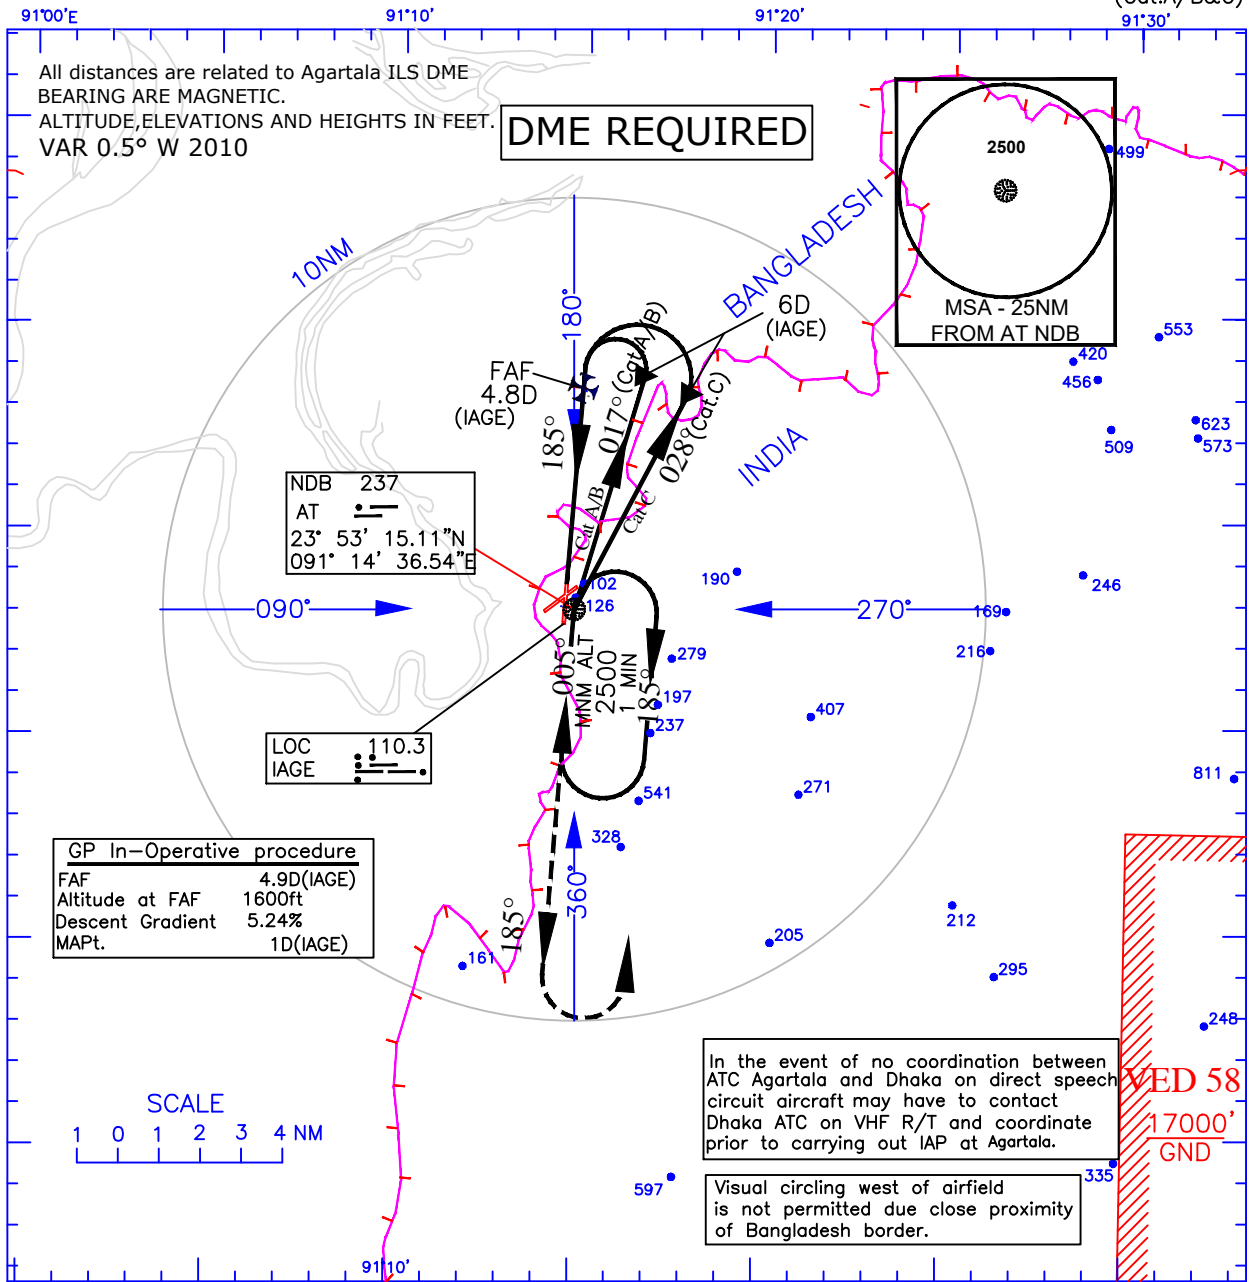 91°00'E
91°10'
91°20'
91°30'
All distances are related to Agartala ILS DME
BEARING ARE MAGNETIC.
ALTITUDE,ELEVATIONS AND HEIGHTS IN FEET.
VAR 0.5° W 2010
DME REQUIRED
2500
499
MSA - 25NM
FROM AT NDB
10NM
180°
BANGLADESH
6D
(IAGE)
553
420
456
FAF
4.8D
(IAGE)
185°
017° (Cat A/B)
028° (Cat.C)
INDIA
623
573
509
Cat A/B
Cat C
NDB 237
AT
23° 53' 15.11”N
091° 14' 36.54”E
102
126
190
246
090°
270°
169
216
005°
MNM ALT
2500
1 MIN
185°
279
197
237
407
LOC 110.3
IAGE
811
271
541
328
GP In-Operative procedure
FAF 4.9D(IAGE)
Altitude at FAF 1600ft
Descent Gradient 5.24%
MAPt. 1D(IAGE)
360°
185°
212
205
161
295
248
In the event of no coordination between
ATC Agartala and Dhaka on direct speech
circuit aircraft may have to contact
Dhaka ATC on VHF R/T and coordinate
prior to carrying out IAP at Agartala.
VED 58
17000'
GND
SCALE
1 0 1 2 3 4 NM
335
597
Visual circling west of airfield
is not permitted due close proximity
of Bangladesh border.
91°10'